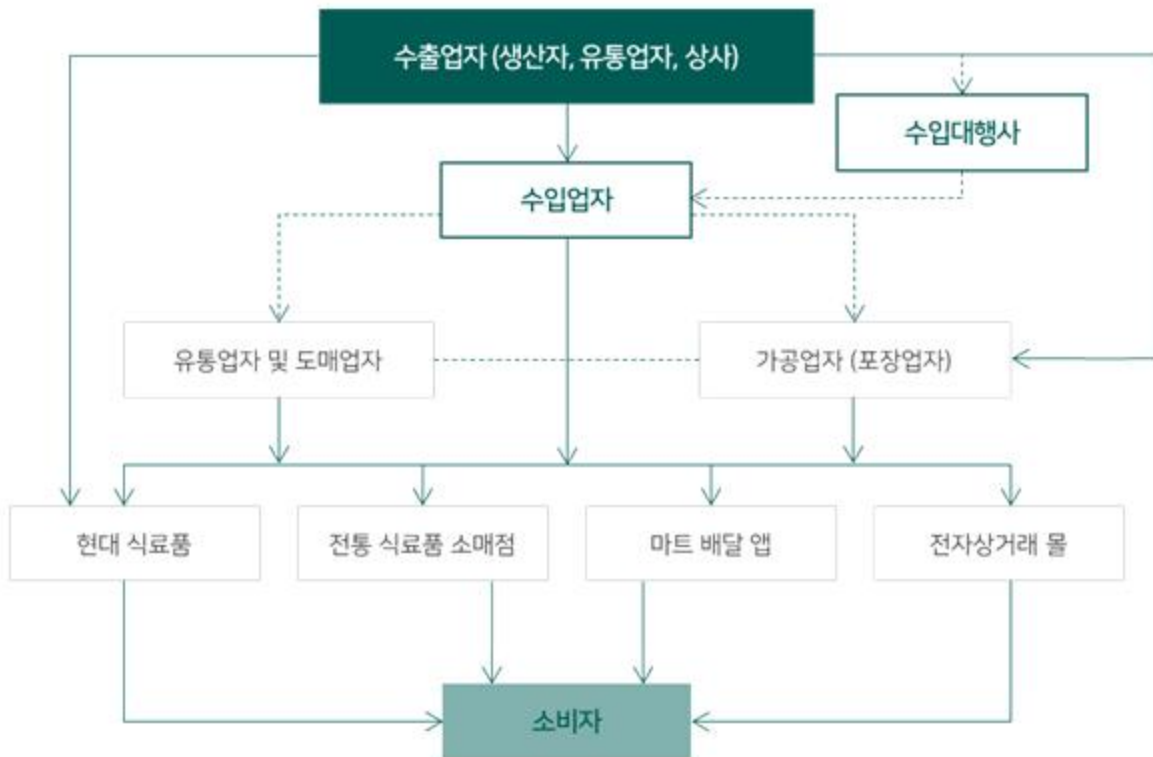 수출업자 (생산자, 유통업자, 상사)
수입대행사
수입업자
유통업자 및 도매업자
가공업자 (포장업자)
현대 식료품
전통 식료품 소매점
마트 배달 앱
전자상거래 몰
소비자